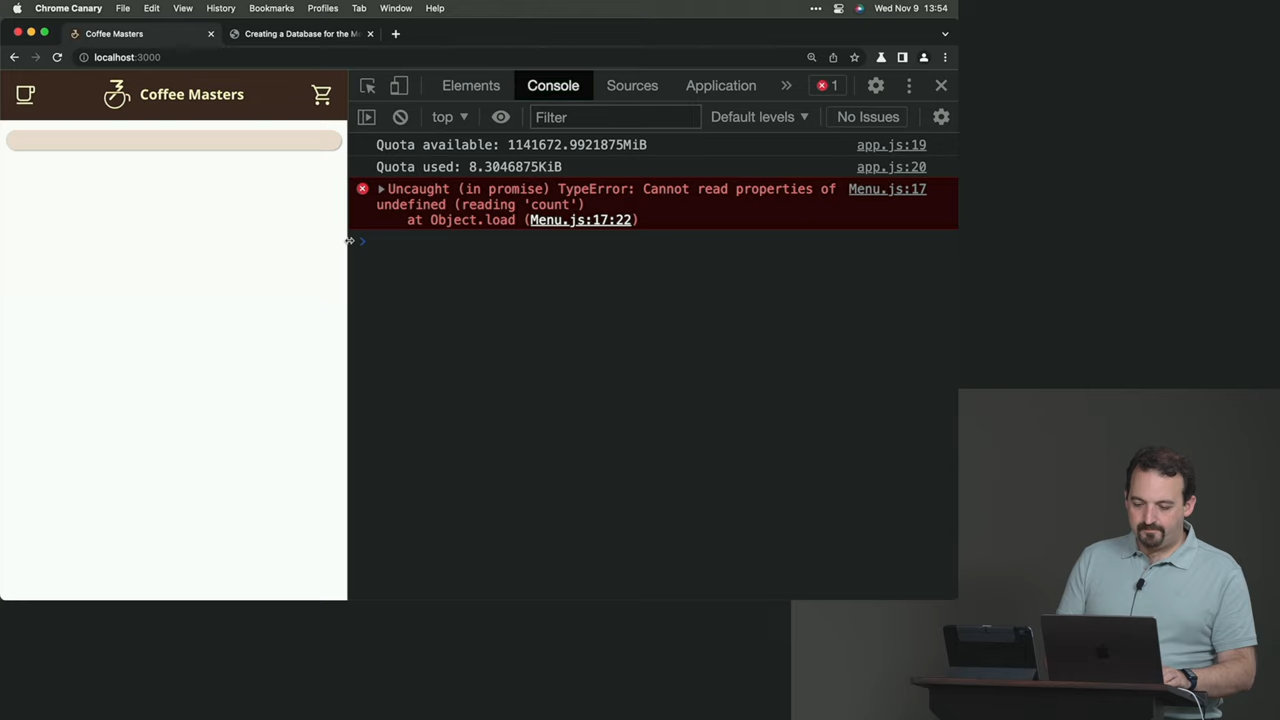 Chrome Canary File Edit View History Bookmarks Profiles Tab Window Help Wed Nov 9 13:54
Coffee Masters Creating a Database for the M
localhost:3000
Coffee Masters
Elements Console Sources Application 1
top Filter Default levels No Issues
Quota available: 1141672.9921875MiB app.js:19
Quota used: 8.3046875KiB app.js:20
Uncaught (in promise) TypeError: Cannot read properties of Menu.js:17
undefined (reading 'count')
at Object.load (Menu.js:17:22)